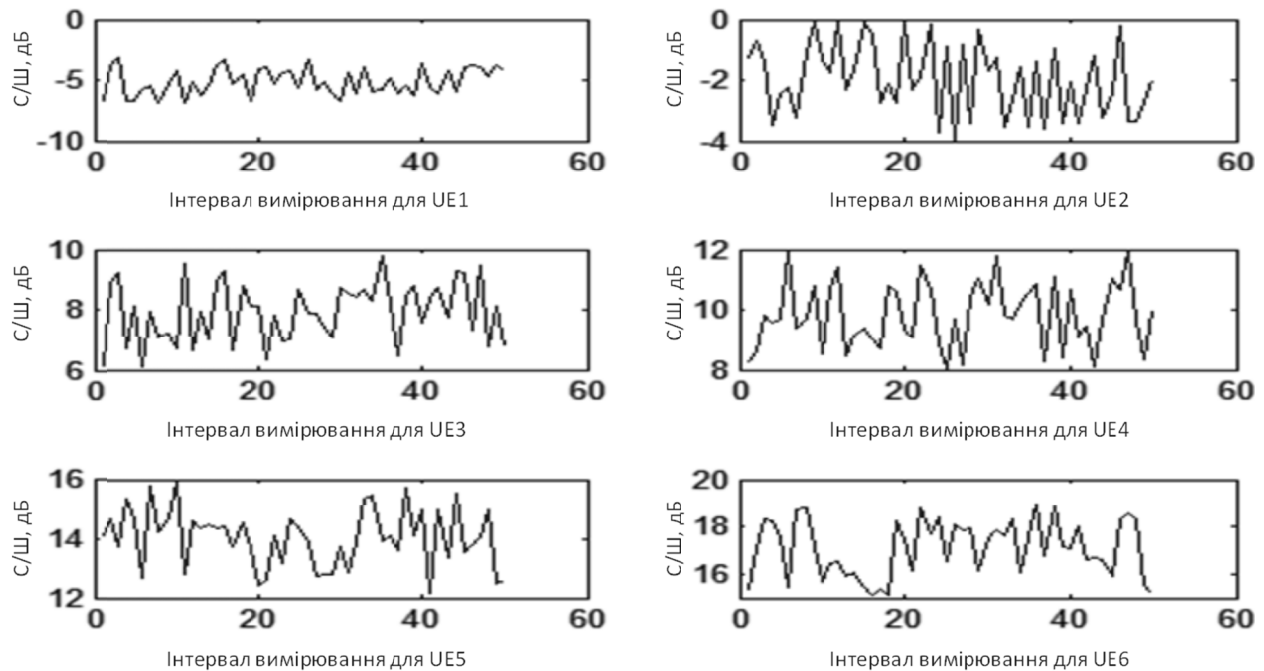 С/Ш, дБ
0
-5
-10
0 20 40 60
Інтервал вимірювання для UE1
С/Ш, дБ
0
-2
-4
0 20 40 60
Інтервал вимірювання для UE2
С/Ш, дБ
10
8
6
0 20 40 60
Інтервал вимірювання для UE3
С/Ш, дБ
12
10
8
0 20 40 60
Інтервал вимірювання для UE4
С/Ш, дБ
16
14
12
0 20 40 60
Інтервал вимірювання для UE5
С/Ш, дБ
20
18
16
0 20 40 60
Інтервал вимірювання для UE6